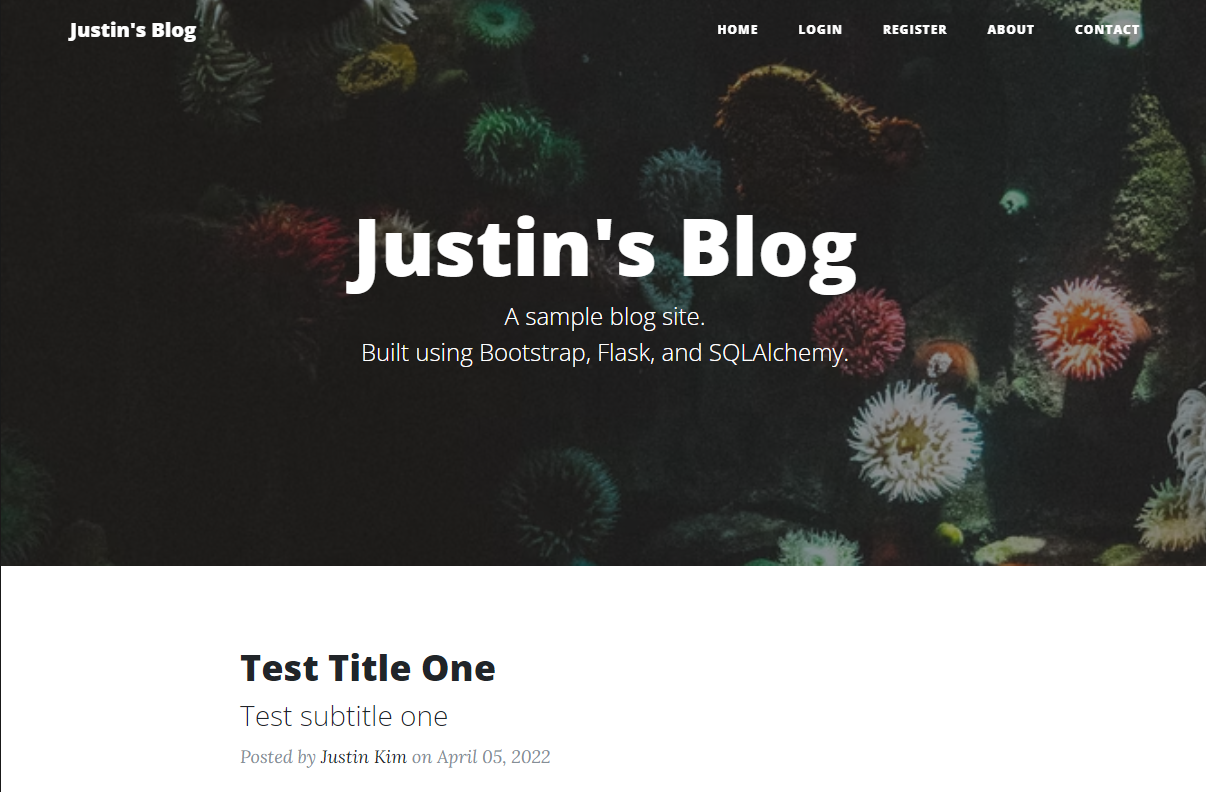 Justin's Blog
HOME LOGIN REGISTER ABOUT CONTACT
Justin's Blog
A sample blog site.
Built using Bootstrap, Flask, and SQLAlchemy.
Test Title One
Test subtitle one
Posted by Justin Kim on April 05, 2022